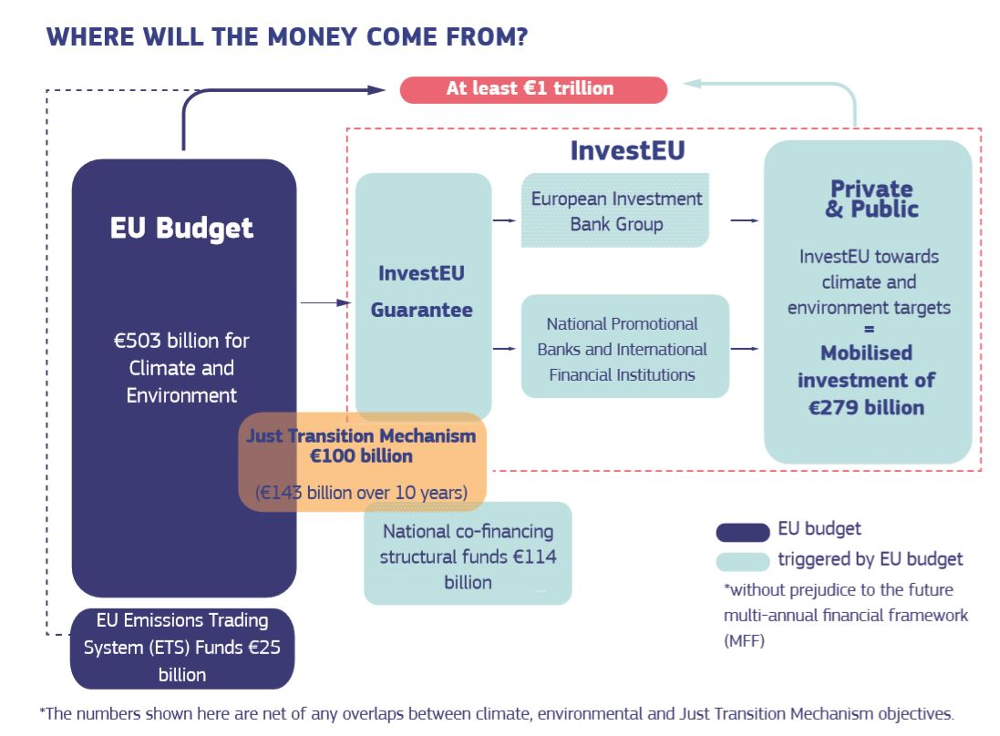 WHERE WILL THE MONEY COME FROM?
At least €1 trillion
EU Budget
€503 billion for
Climate and
Environment
InvestEU
InvestEU
Guarantee
European Investment
Bank Group
National Promotional
Banks and International
Financial Institutions
Private
& Public
InvestEU towards
climate and
environment targets
=
Mobilised
investment of
€279 billion
Just Transition Mechanism
€100 billion
(€143 billion over 10 years)
National co-financing
structural funds €114
billion
...
EU Emissions Trading
System (ETS) Funds €25
billion
EU budget
triggered by EU budget
*without prejudice to the future
multi-annual financial framework
(MFF)
*The numbers shown here are net of any overlaps between climate, environmental and Just Transition Mechanism objectives.